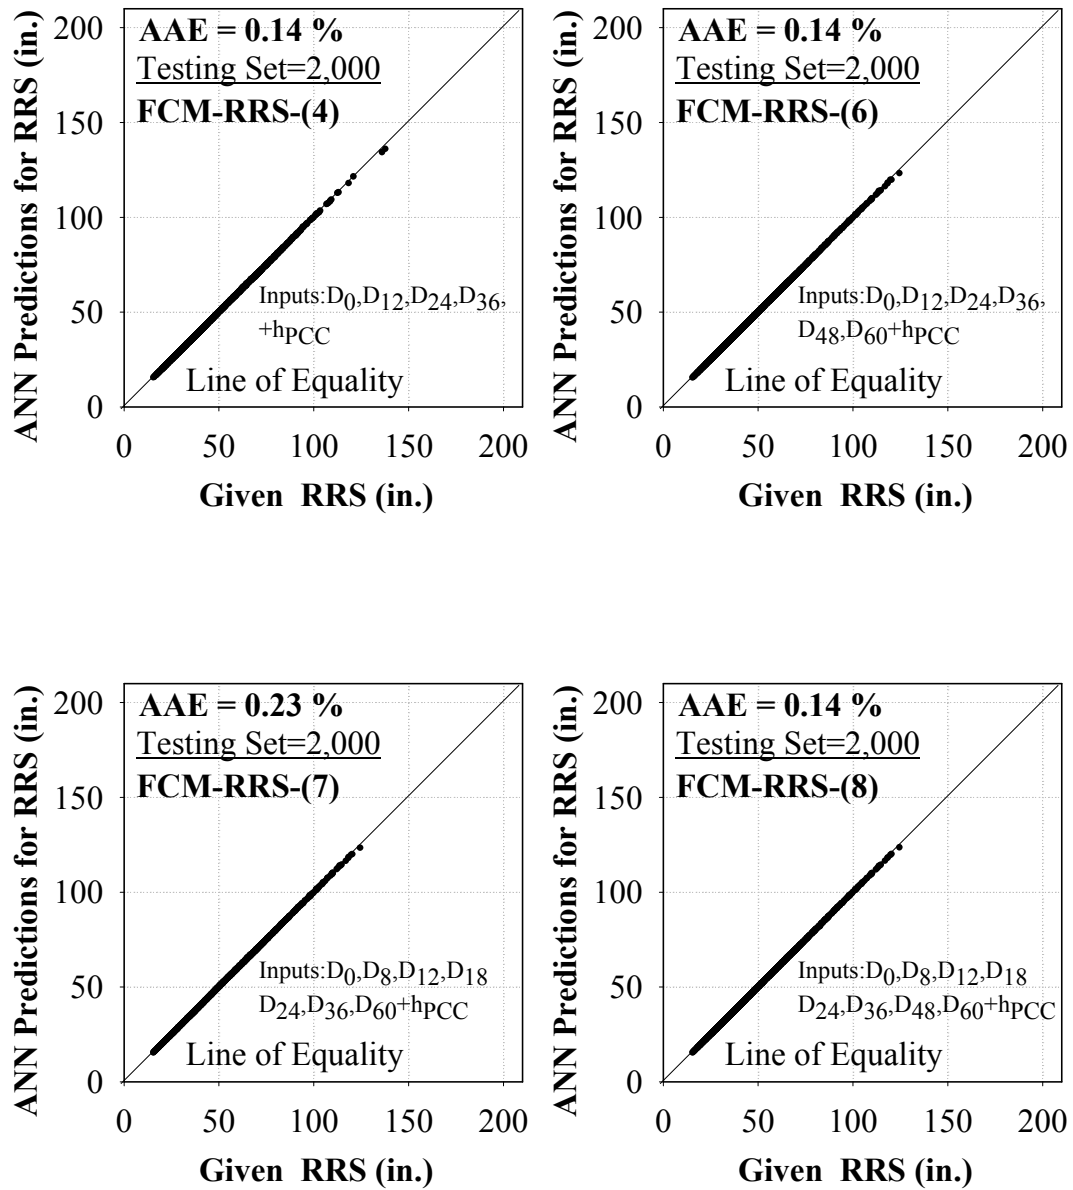 ANN Predictions for RRS (in.)
200
150
100
50
0
AAE = 0.14 %
Testing Set=2,000
FCM-RRS-(4)
Inputs:D0,D12,D24,D36,
+hPCC
Line of Equality
0 50 100 150 200
Given RRS (in.)
ANN Predictions for RRS (in.)
200
150
100
50
0
AAE = 0.14 %
Testing Set=2,000
FCM-RRS-(6)
Inputs:D0,D12,D24,D36,
D48,D60+hPCC
Line of Equality
0 50 100 150 200
Given RRS (in.)
ANN Predictions for RRS (in.)
200
150
100
50
0
AAE = 0.23 %
Testing Set=2,000
FCM-RRS-(7)
Inputs:D0,D8,D12,D18
D24,D36,D60+hPCC
Line of Equality
0 50 100 150 200
Given RRS (in.)
ANN Predictions for RRS (in.)
200
150
100
50
0
AAE = 0.14 %
Testing Set=2,000
FCM-RRS-(8)
Inputs:D0,D8,D12,D18
D24,D36,D48,D60+hPCC
Line of Equality
0 50 100 150 200
Given RRS (in.)